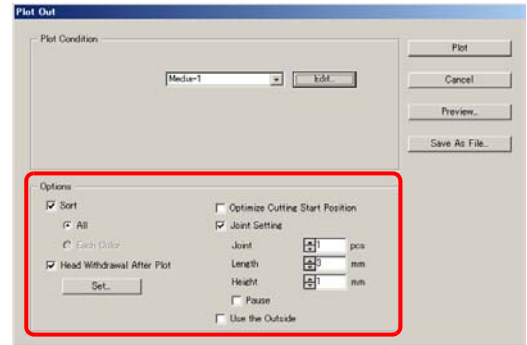 Plot Out
Plot Condition
Media-1
Edit..
Plot
Cancel
Preview..
Save As File..
Options
Sort
All
Each Color
Head Withdrawal After Plot
Set..
Optimize Cutting Start Position
Joint Setting
Joint 1 pcs
Length 3 mm
Height 1 mm
Pause
Use the Outside